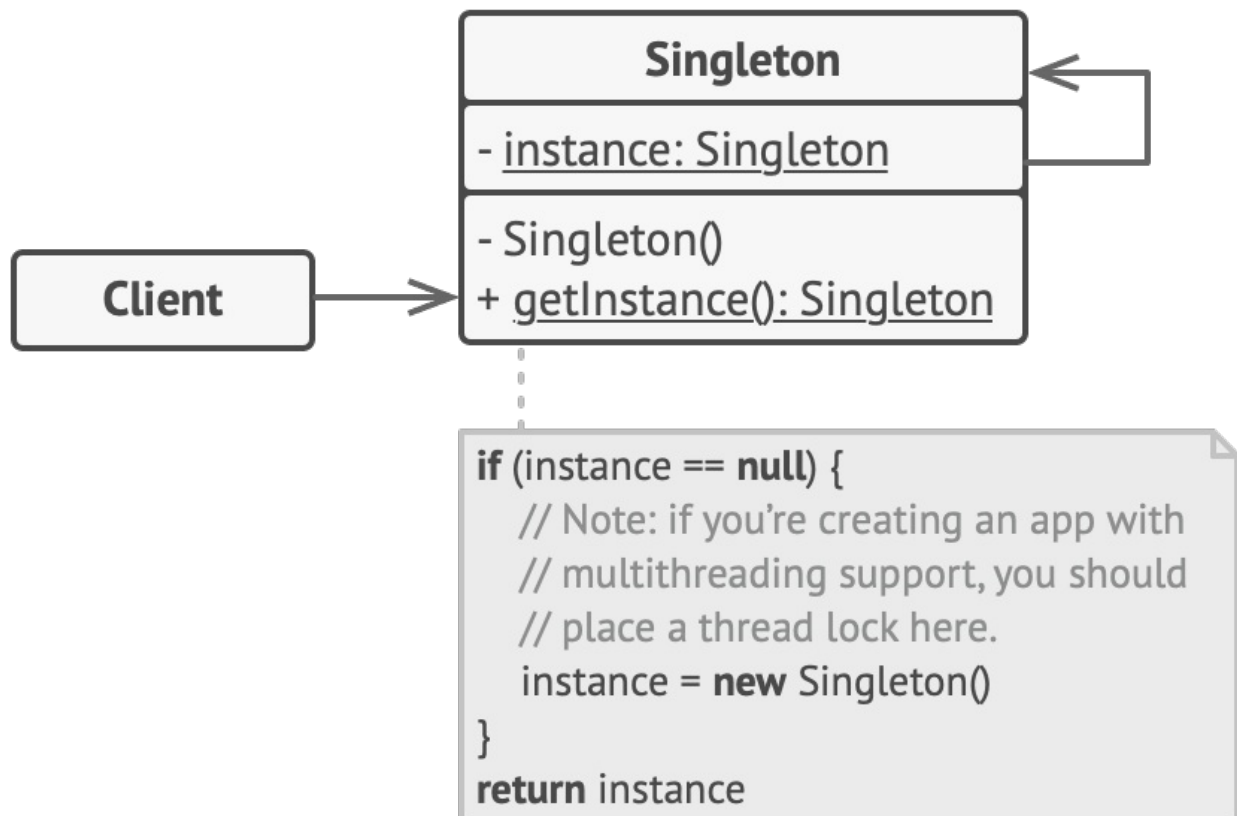 Singleton
- instance: Singleton
- Singleton()
+ getInstance(): Singleton
Client
if (instance == null) {
// Note: if you’re creating an app with
// multithreading support, you should
// place a thread lock here.
instance = new Singleton()
}
return instance